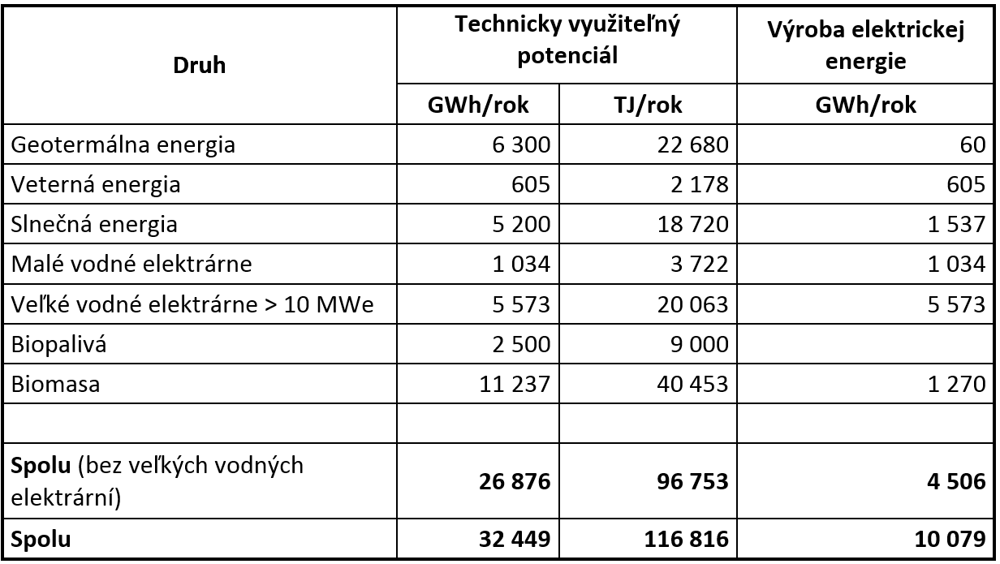 Druh
Technicky využiteľný
potenciál
Výroba elektrickej
energie
GWh/rok TJ/rok GWh/rok
Geotermálna energia 6 300 22 680 60
Veterná energia 605 2 178 605
Slnečná energia 5 200 18 720 1 537
Malé vodné elektrárne 1 034 3 722 1 034
Veľké vodné elektrárne > 10 MWe 5 573 20 063 5 573
Biopalivá 2 500 9 000
Biomasa 11 237 40 453 1 270
Spolu (bez veľkých vodných
elektrární) 26 876 96 753 4 506
Spolu 32 449 116 816 10 079